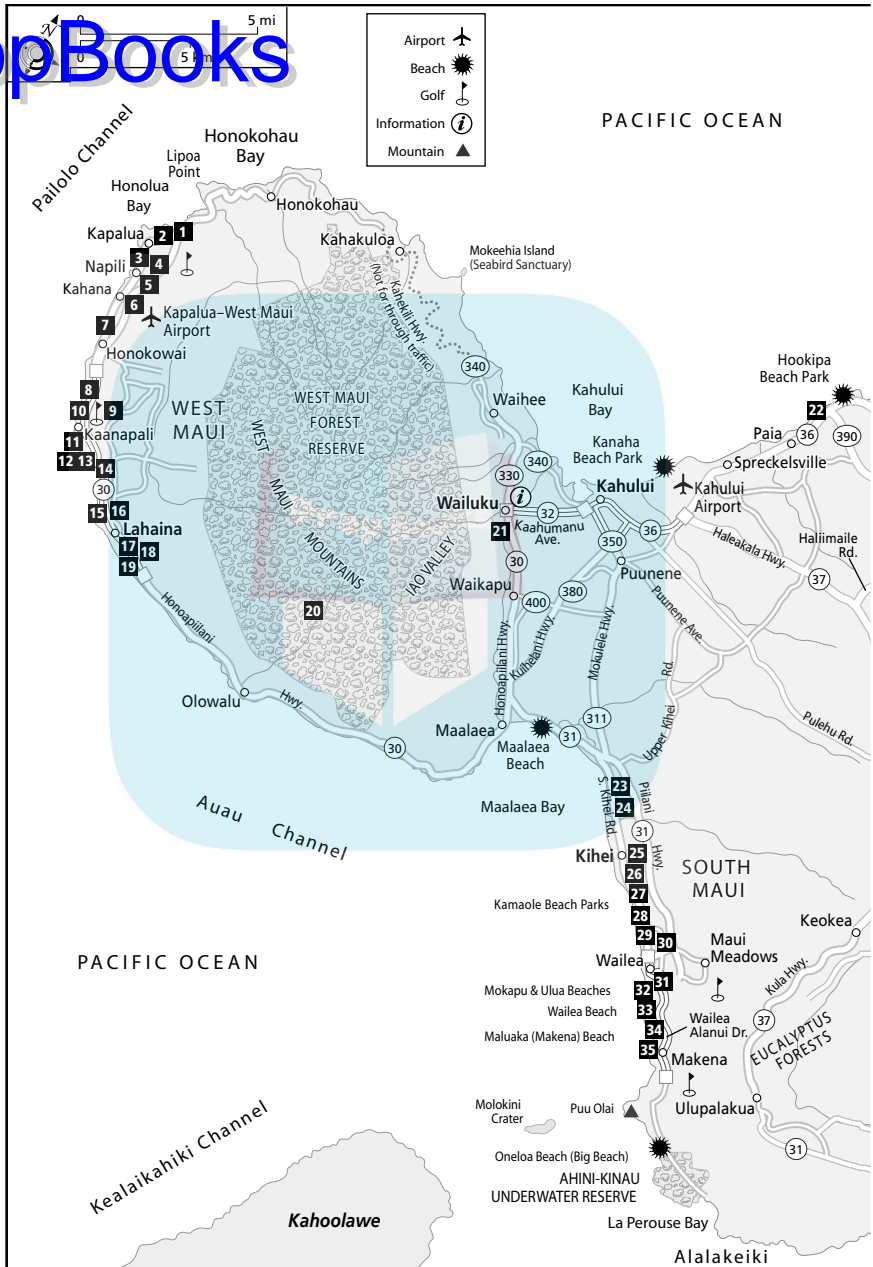 0 5 mi
0 5 km
ppBooks
Airport
Beach
Golf
Information i
Mountain
PACIFIC OCEAN
Pailolo Channel
Honokohau
Bay
Lipoa
Point
Honolua
Bay
Honokohau
Kapalua
2
1
Kahakuloa
Mokeehia Island
(Seabird Sanctuary)
3
4
Napili
5
Kahana
6
Kahekili Hwy.
(Not for through traffic)
Kapalua–West Maui
Airport
7
Honokowai
340
Hookipa
Beach Park
8
WEST
MAUI
WEST MAUI
FOREST
RESERVE
Waihee
Kahului
Bay
22
10
9
Kaanapali
Paia
36
390
11
Kanaha
Beach Park
12
13
14
340
330
Spreckelsville
30
Wailuku
i
Kahului
Kahului
Airport
15
16
32
Kaahumanu
Ave.
36
Lahaina
21
350
Haleakala Hwy.
Haliimaile
Rd.
17
18
19
WEST
MAUI
MOUNTAINS
IAO VALLEY
30
Puunene
37
Waikapu
400
380
Puunene Ave.
20
Honoapiilani
Hwy.
Honoapiilani Hwy.
Kuihelani Hwy.
Mokulele Hwy.
Upper Kihei
Rd.
Olowalu
30
Maalaea
Maalaea
Beach
31
311
Pulehu Rd.
Auau Channel
Maalaea Bay
23
24
S. Kihei Rd.
Piilani
Hwy.
31
Kihei
25
26
SOUTH
MAUI
Kamaole Beach Parks
27
28
29
30
Keokea
PACIFIC OCEAN
Wailea
Maui
Meadows
Kula Hwy.
31
Mokapu & Ulua Beaches
32
Wailea Beach
33
Wailea
Alanui Dr.
37
Maluaka (Makena) Beach
34
35
EUCALYPTUS
FORESTS
Makena
Molokini
Crater
Puu Olai
Ulupalakua
Kealaikahiki Channel
31
Oneloa Beach (Big Beach)
AHINI-KINAU
UNDERWATER RESERVE
Kahoolawe
La Perouse Bay
Alalakeiki